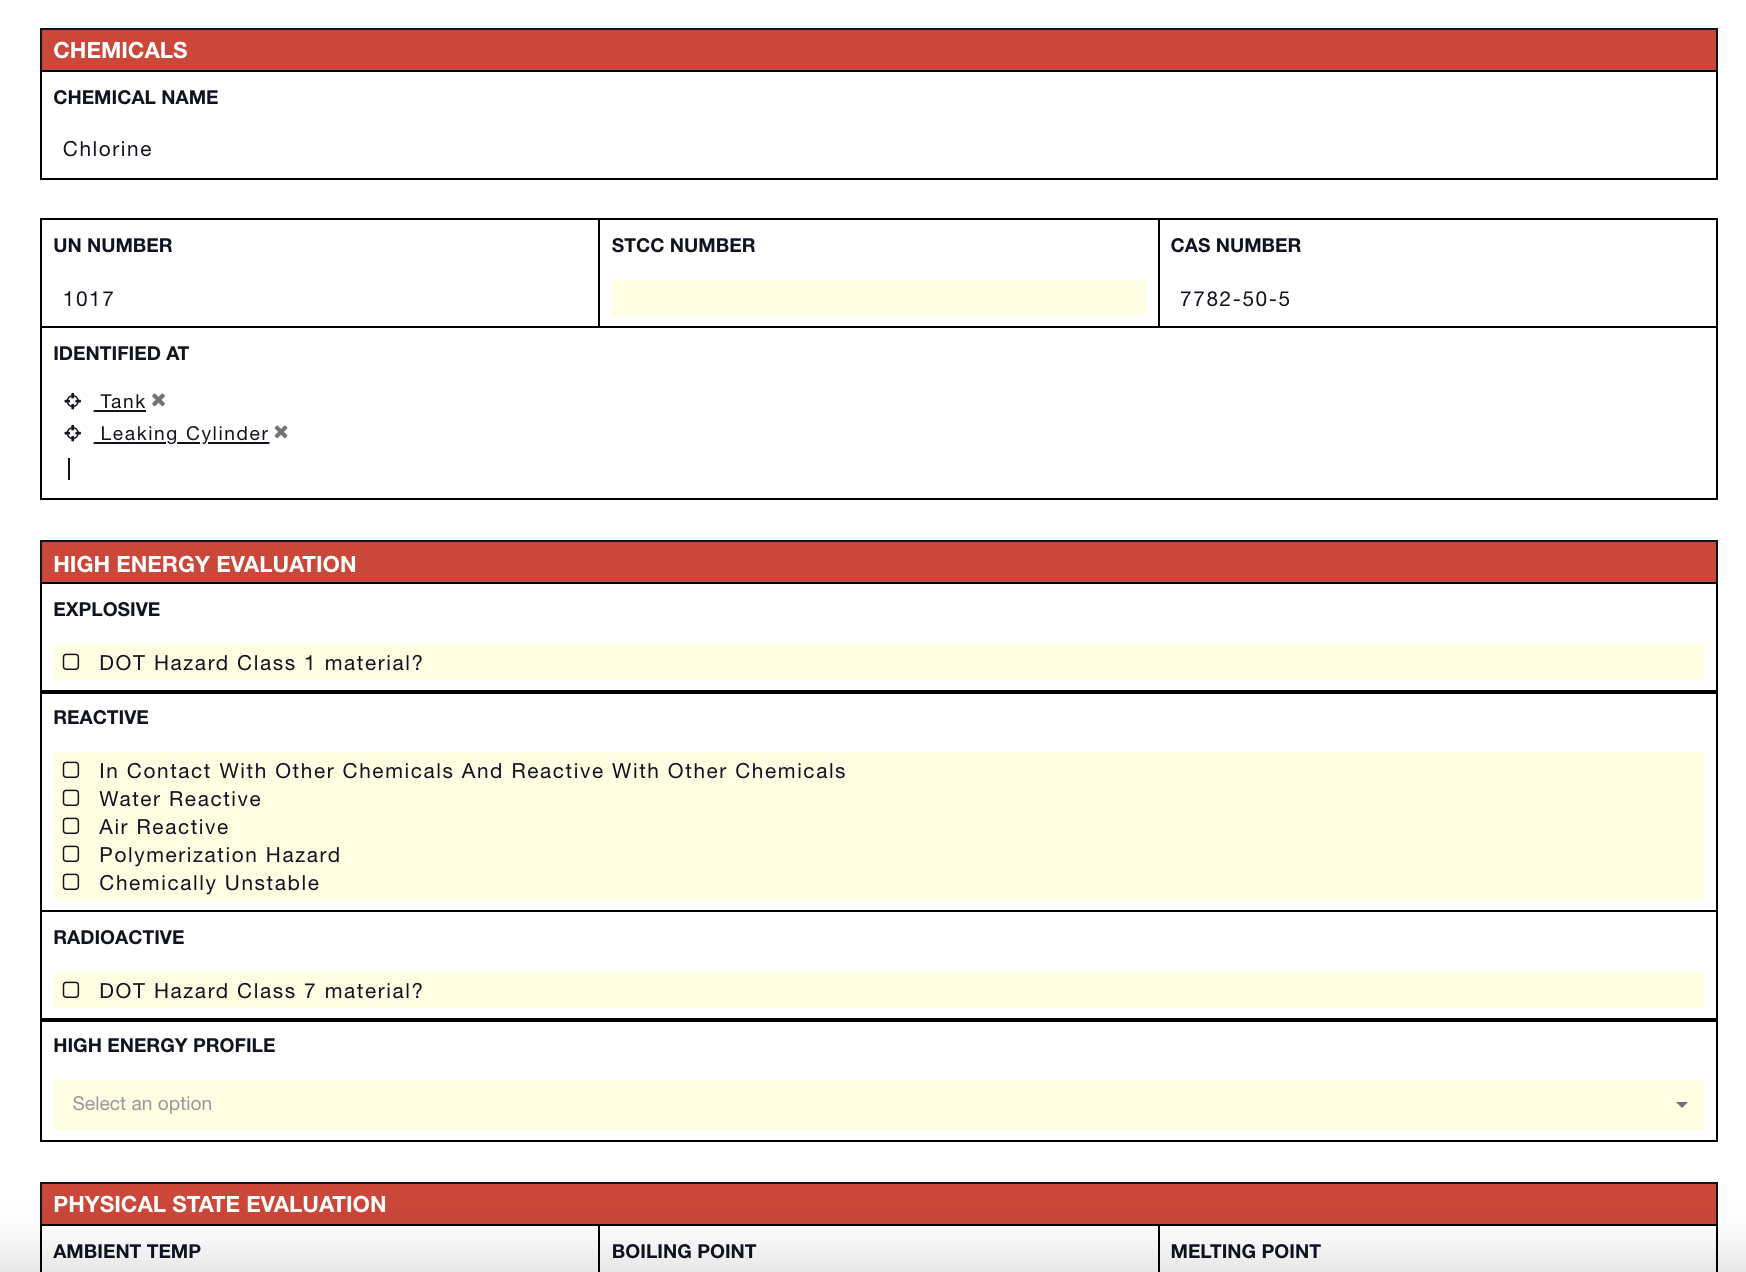 CHEMICALS
CHEMICAL NAME
Chlorine
UN NUMBER
STCC NUMBER
CAS NUMBER
1017
7782-50-5
IDENTIFIED AT
Tank
Leaking Cylinder
HIGH ENERGY EVALUATION
EXPLOSIVE
DOT Hazard Class 1 material?
REACTIVE
In Contact With Other Chemicals And Reactive With Other Chemicals
Water Reactive
Air Reactive
Polymerization Hazard
Chemically Unstable
RADIOACTIVE
DOT Hazard Class 7 material?
HIGH ENERGY PROFILE
Select an option
PHYSICAL STATE EVALUATION
AMBIENT TEMP
BOILING POINT
MELTING POINT